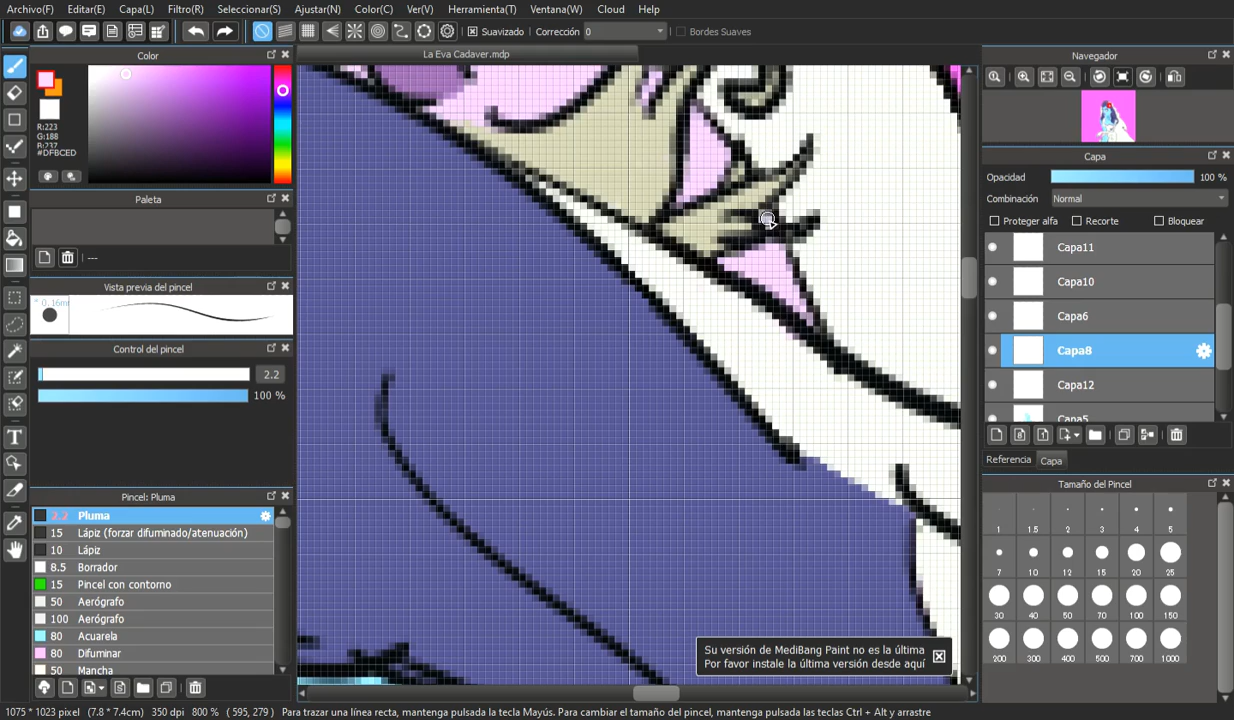 Archivo(F) Editar(E) Capa(L) Filtro(R) Seleccionar(S) Ajustar(N) Color(C) Ver(V) Herramienta(T) Ventana(W) Cloud Help
Suavizado Corrección 0 Bordes Suaves
La Eva Cadaver.mdp
Color
R:223
G:188
B:237
#DFBCED
Paleta
---
Vista previa del pincel
* 0.16m
Control del pincel
2.2
100 %
Pincel: Pluma
2.2 Pluma
15 Lápiz (forzar difuminado/atenuación)
10 Lápiz
8.5 Borrador
15 Pincel con contorno
50 Aerógrafo
100 Aerógrafo
80 Acuarela
80 Difuminar
50 Mancha
Navegador
Capa
Opacidad 100 %
Combinación Normal
Proteger alfa Recorte Bloquear
Capa11
Capa10
Capa6
Capa8
Capa12
Capa5
Referencia Capa
Tamaño del Pincel
1 1.5 2 3 4 5
7 10 12 15 20 25
30 40 50 70 100 150
200 300 400 500 700 1000
Su versión de MediBang Paint no es la última
Por favor instale la última versión desde aquí
1075 * 1023 pixel (7.8 * 7.4cm) 350 dpi 800 % ( 595, 279 ) Para trazar una línea recta, mantenga pulsada la tecla Mayús. Para cambiar el tamaño del pincel, mantenga pulsadas las teclas Ctrl + Alt y arrastre